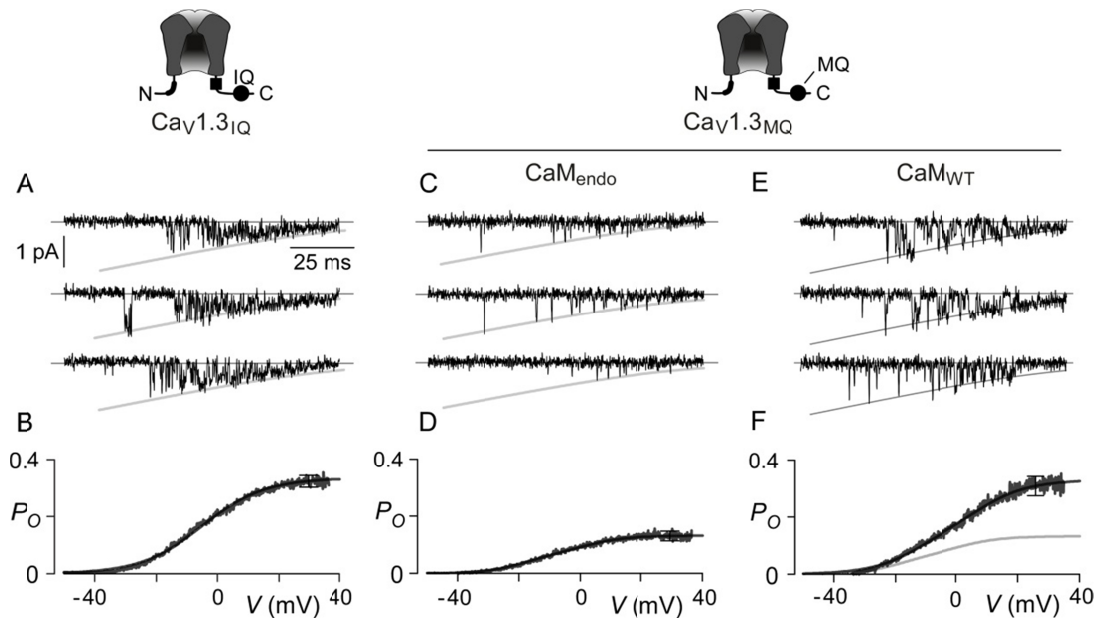 IQ
N C
CaV1.3IQ
MQ
N C
CaV1.3MQ
CaMendo
CaMWT
A
C
E
1 pA
25 ms
B
D
F
0.4
PO
0
-40 0 V (mV) 40
0.4
PO
0
-40 0 V (mV) 40
0.4
PO
0
-40 0 V (mV) 40